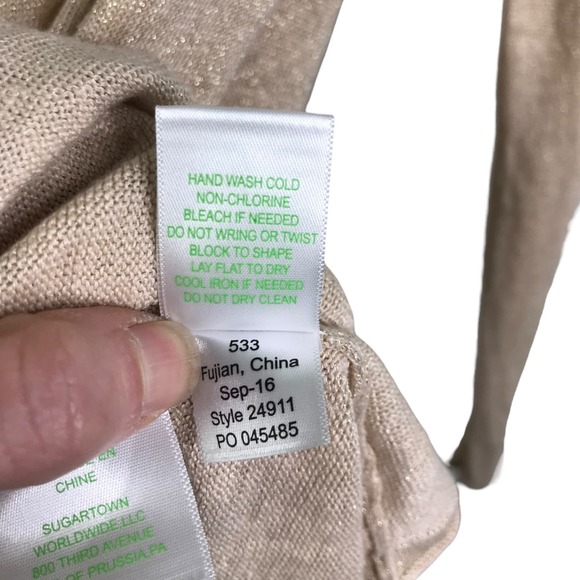 HAND WASH COLD
NON-CHLORINE
BLEACH IF NEEDED
DO NOT WRING OR TWIST
BLOCK TO SHAPE
LAY FLAT TO DRY
COOL IRON IF NEEDED
DO NOT DRY CLEAN
533
Fujian, China
Sep-16
Style 24911
PO 045485
EN
CHINE
SUGARTOWN
WORLDWIDE,LLC
800 THIRD AVENUE
OF PRUSSIA,PA